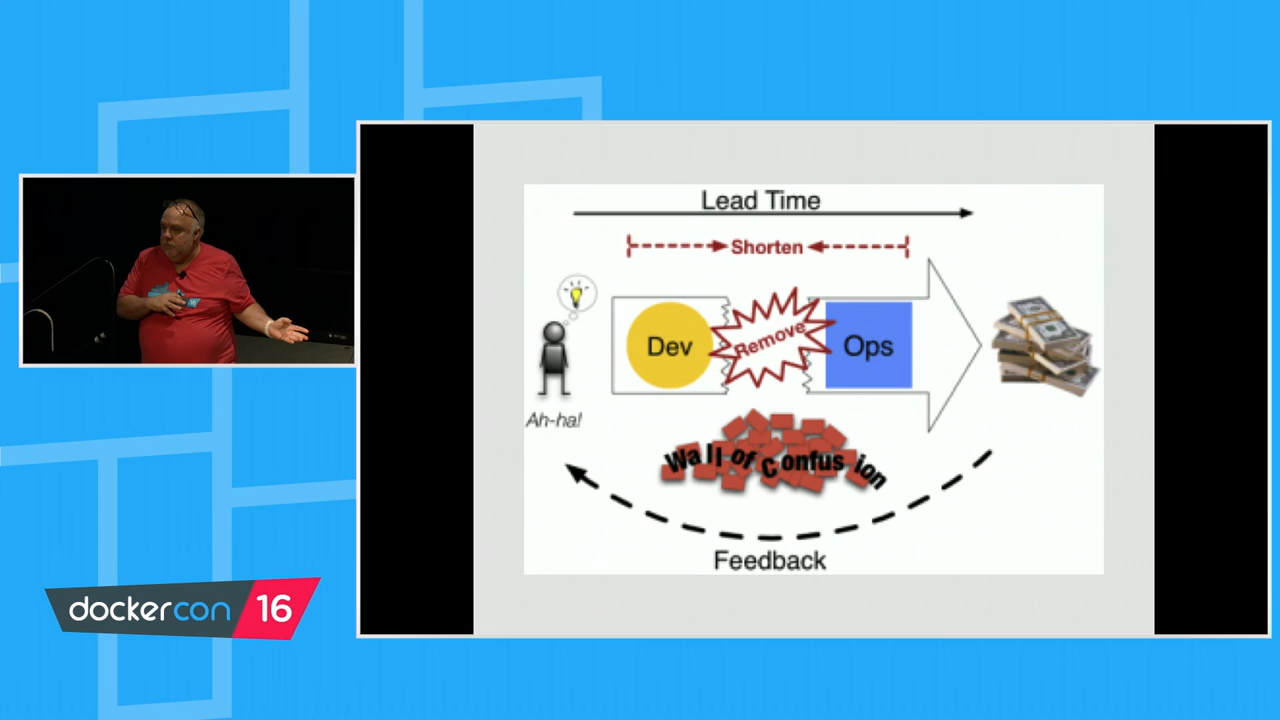 Lead Time
Shorten
Dev
Remove
Ops
Ah-ha!
Wall of Confusion
Feedback
dockercon 16